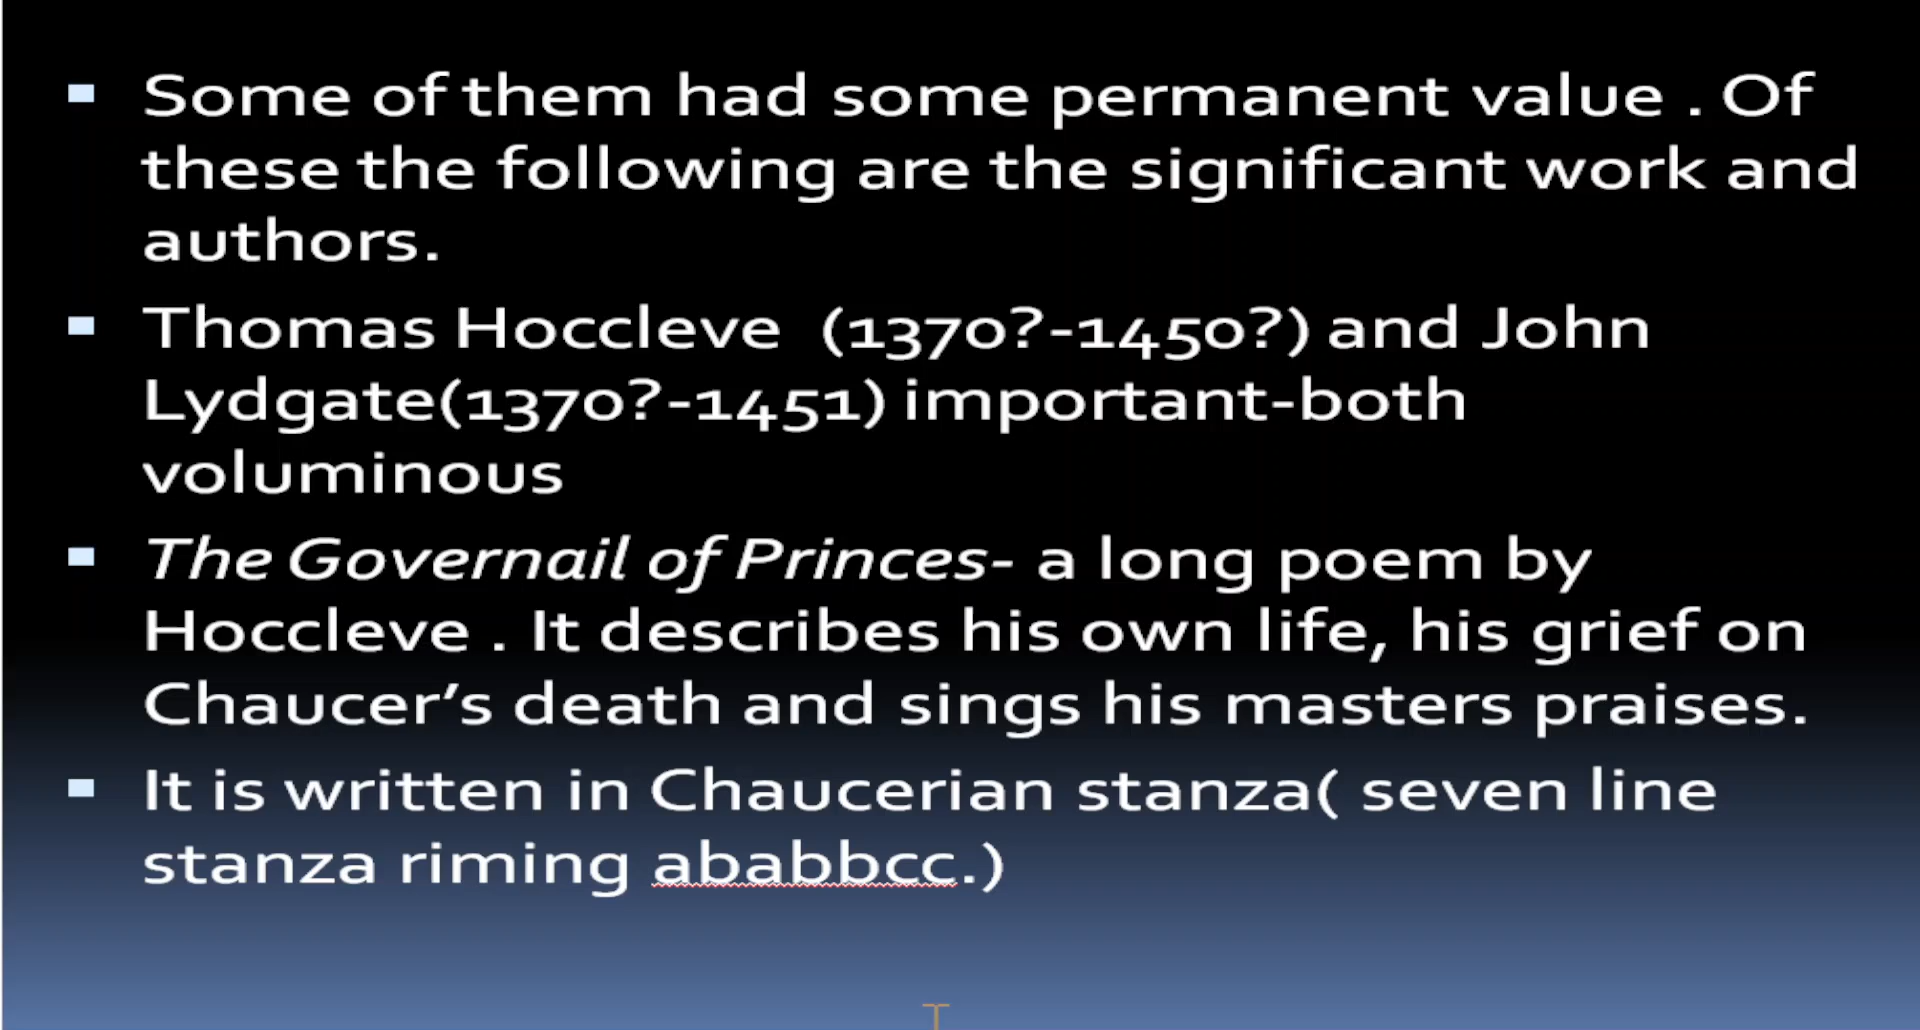 Some of them had some permanent value . Of
these the following are the significant work and
authors.
Thomas Hoccleve  (1370?-1450?) and John
Lydgate(1370?-1451) important-both
voluminous
The Governail of Princes- a long poem by
Hoccleve . It describes his own life, his grief on
Chaucer’s death and sings his masters praises.
It is written in Chaucerian stanza( seven line
stanza riming ababbcc.)